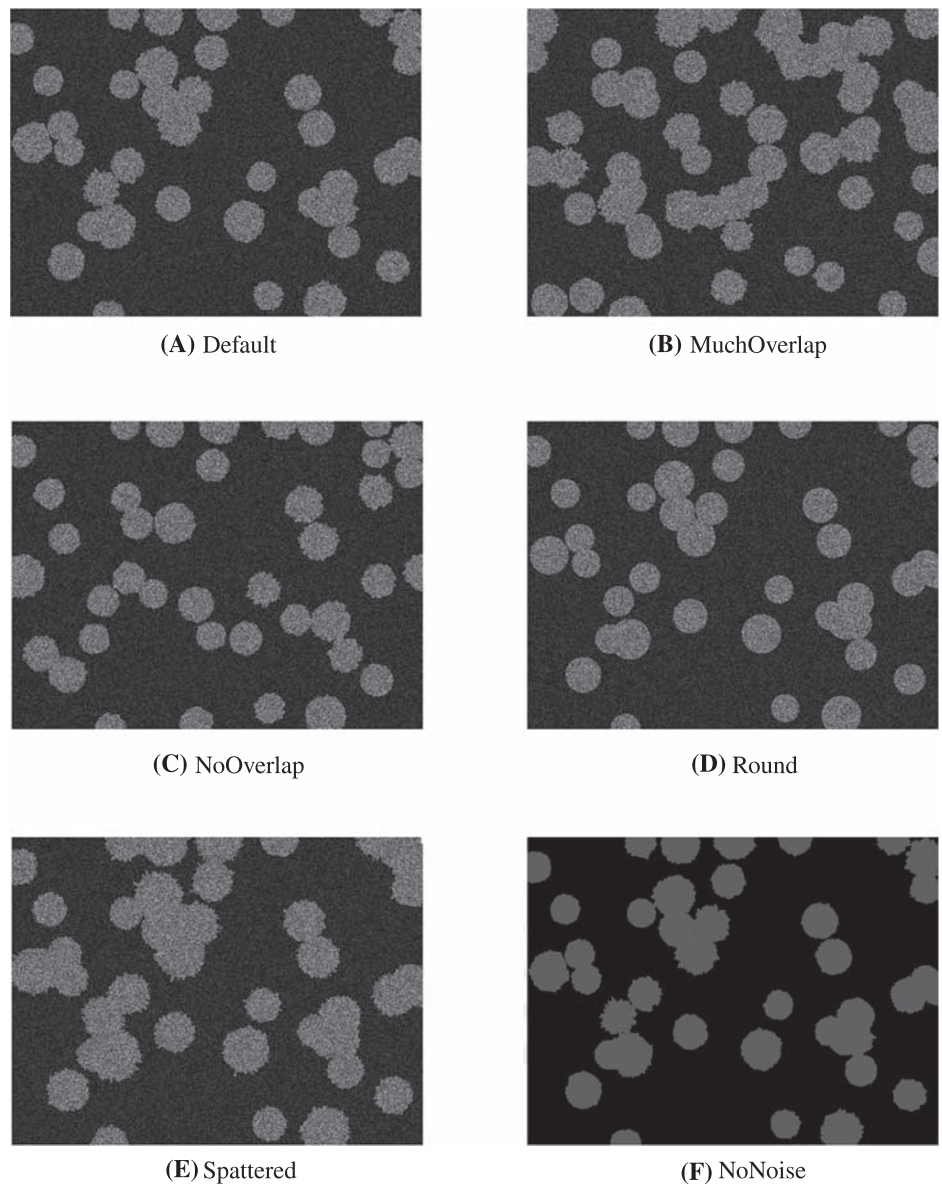 (A) Default
(B) MuchOverlap
(C) NoOverlap
(D) Round
(E) Spattered
(F) NoNoise